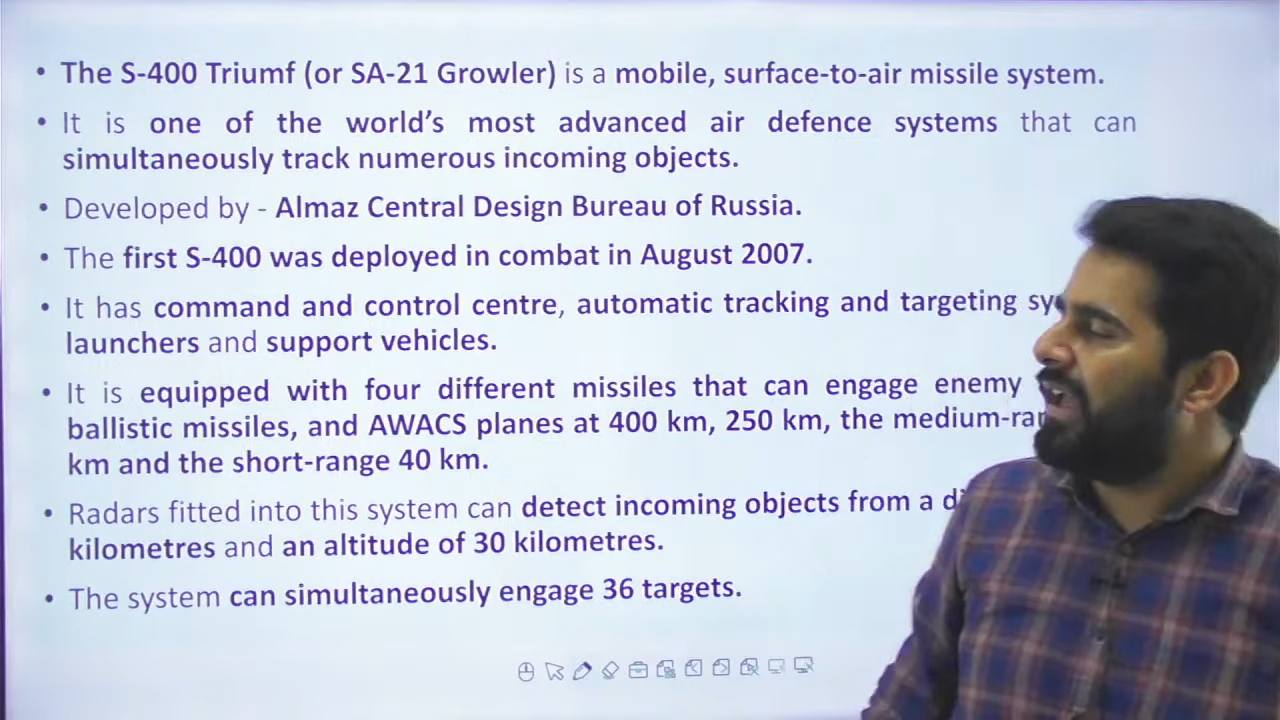 • The S-400 Triumf (or SA-21 Growler) is a mobile, surface-to-air missile system.
• It is one of the world's most advanced air defence systems that can
simultaneously track numerous incoming objects.
• Developed by - Almaz Central Design Bureau of Russia.
• The first S-400 was deployed in combat in August 2007.
• It has command and control centre, automatic tracking and targeting
launchers and support vehicles.
• It is equipped with four different missiles that can engage enemy
ballistic missiles, and AWACS planes at 400 km, 250 km, the
km and the short-range 40 km.
• Radars fitted into this system can detect incoming objects from a
kilometres and an altitude of 30 kilometres.
• The system can simultaneously engage 36 targets.